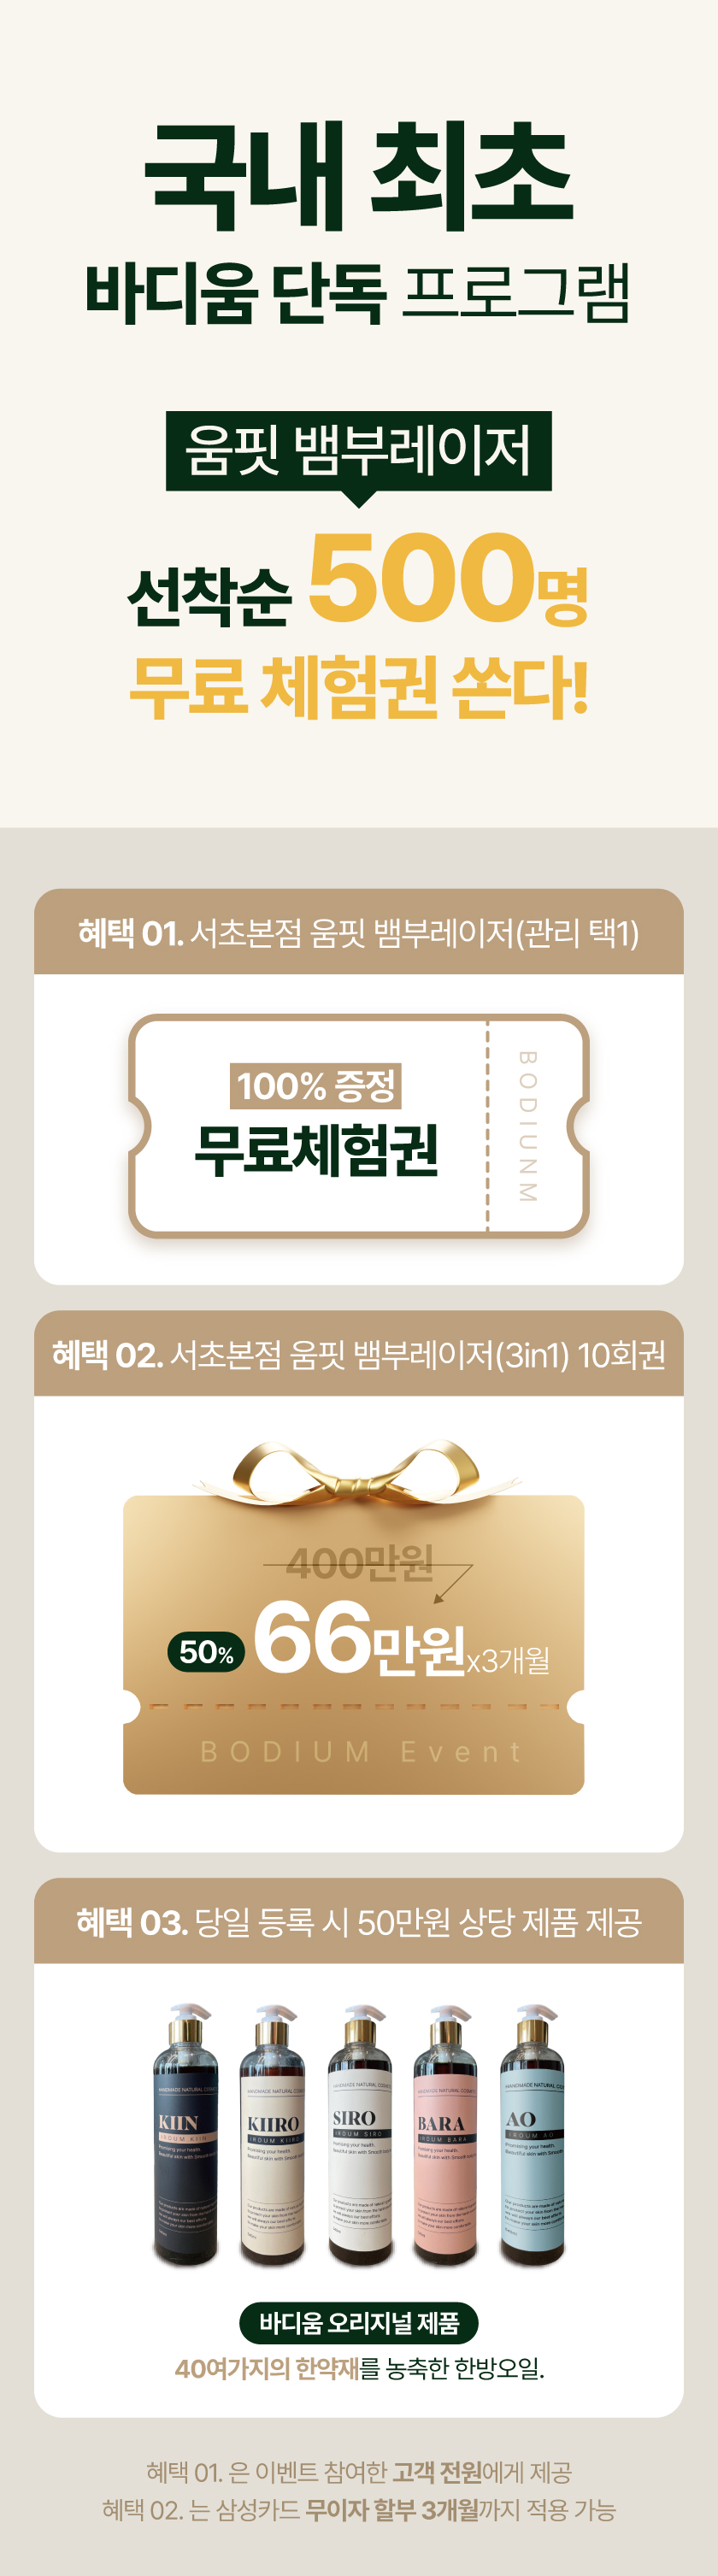 국내 최초
바디움 단독 프로그램
움핏 뱀부레이저
선착순 500명
무료 체험권 쏜다!
혜택 01. 서초본점 움핏 뱀부레이저(관리 택1)
100% 증정
무료체험권
BODIUNM
혜택 02. 서초본점 움핏 뱀부레이저(3in1) 10회권
400만원
50% 66만원x3개월
BODIUM Event
혜택 03. 당일 등록 시 50만원 상당 제품 제공
HANDMADE NATURAL
KIIN
KIIRO
SIRO
BARA
AO
바디움 오리지널 제품
40여가지의 한약재를 농축한 한방오일.
혜택 01. 은 이벤트 참여한 고객 전원에게 제공
혜택 02. 는 삼성카드 무이자 할부 3개월까지 적용 가능